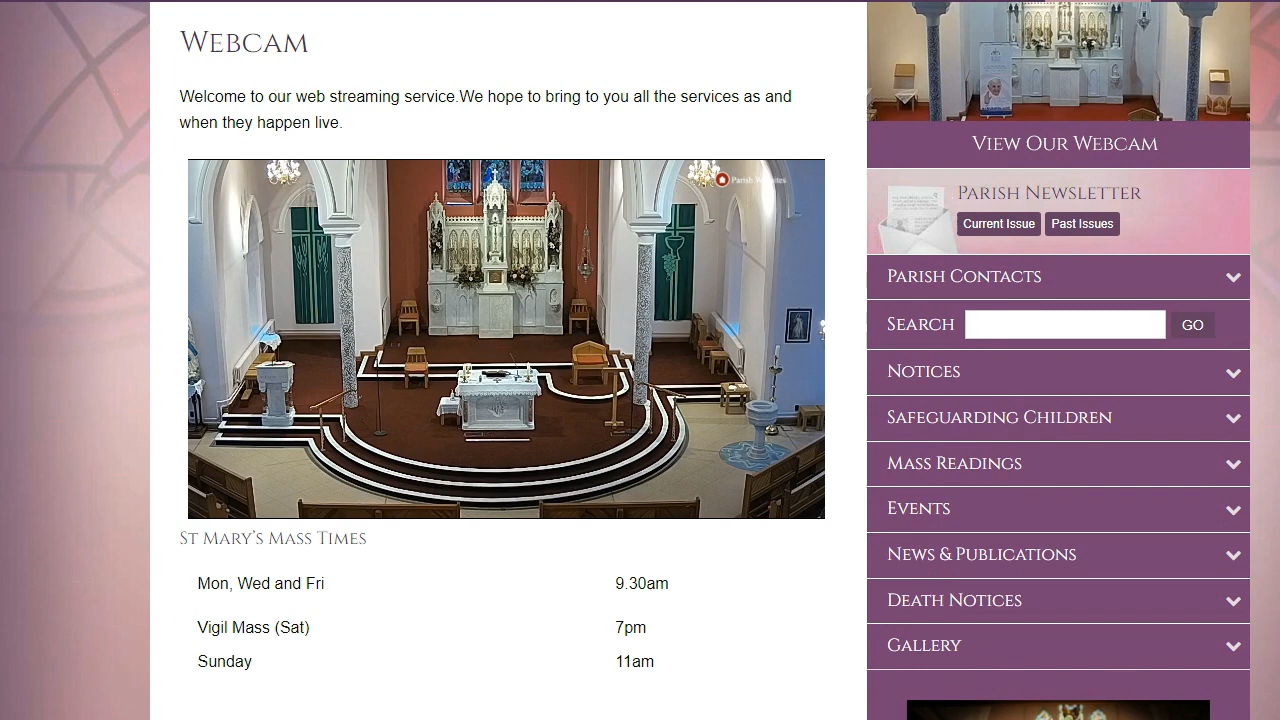 Webcam
Welcome to our web streaming service.We hope to bring to you all the services as and
when they happen live.
Parish Websites
St Mary's Mass Times
Mon, Wed and Fri 9.30am
Vigil Mass (Sat) 7pm
Sunday 11am
View Our Webcam
Parish Newsletter
Current Issue Past Issues
Parish Contacts
Search GO
Notices
Safeguarding Children
Mass Readings
Events
News & Publications
Death Notices
Gallery